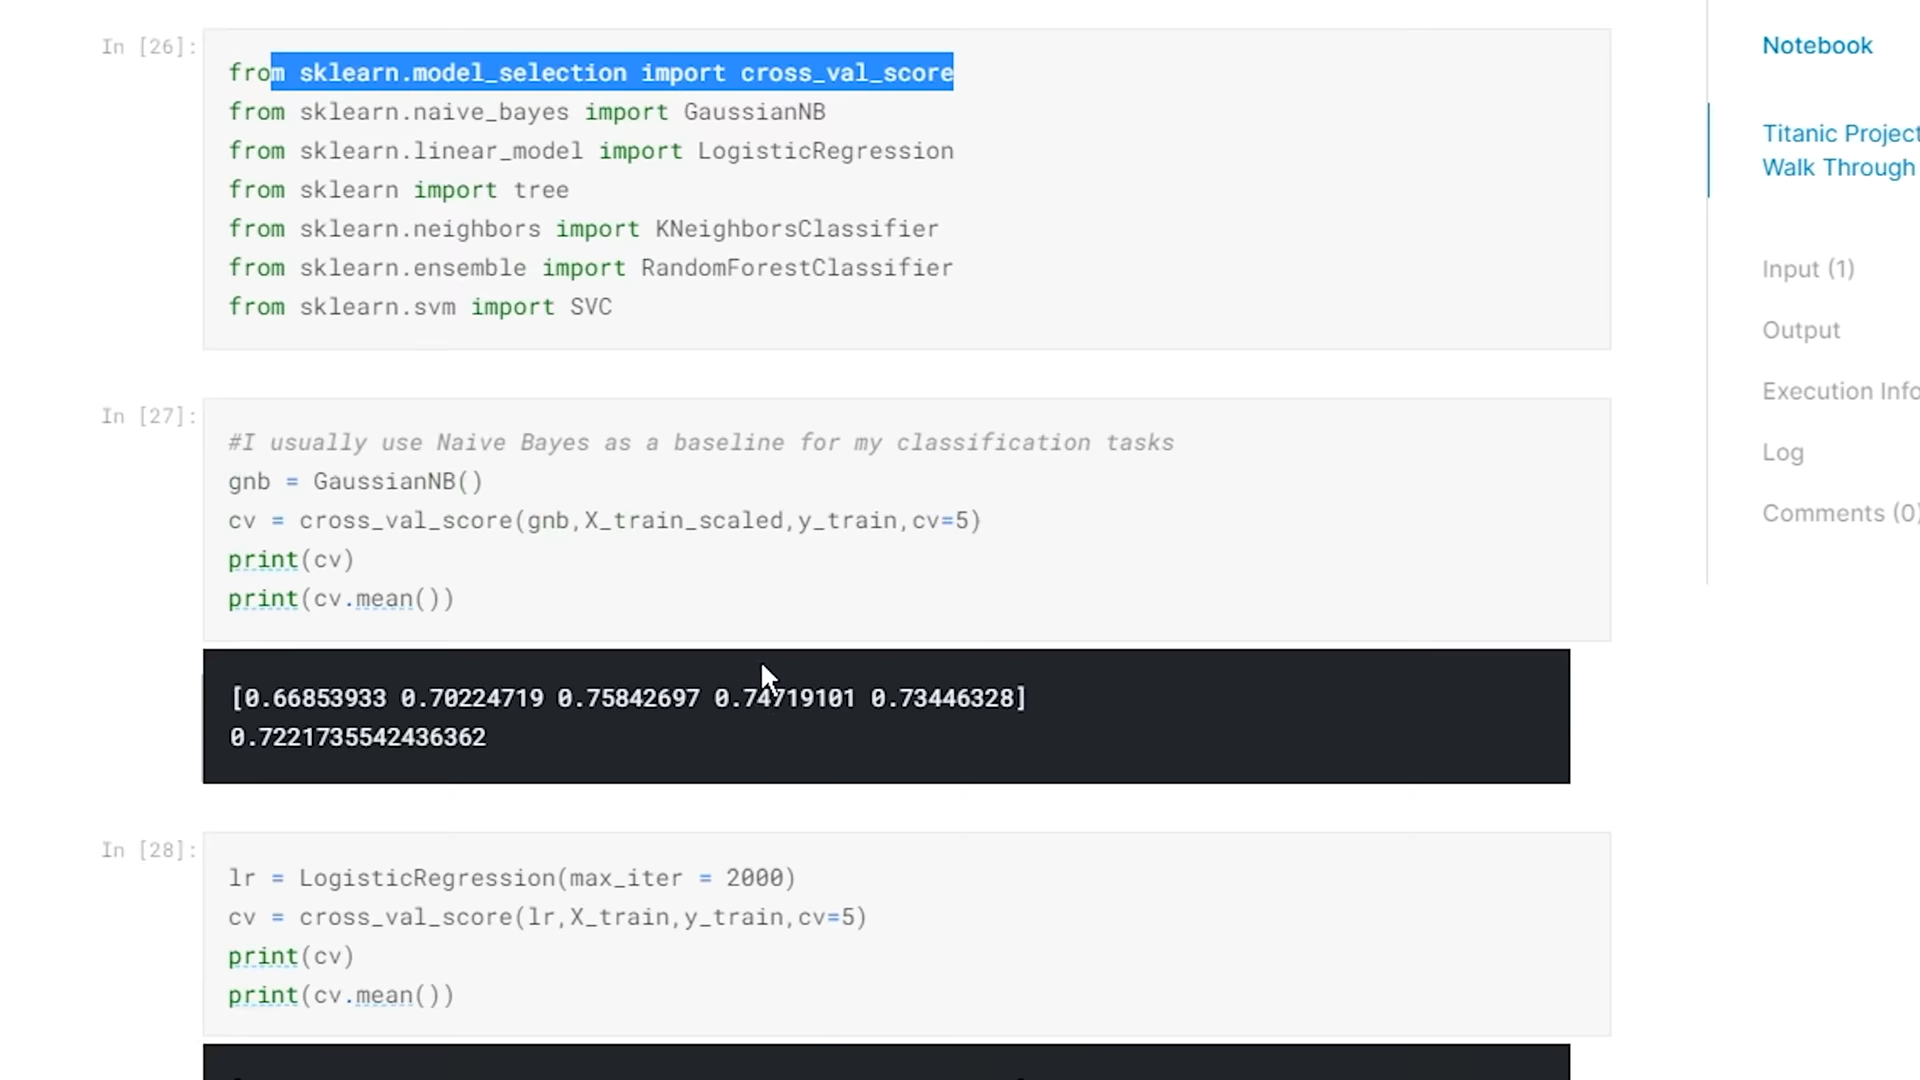 In [26]:
from sklearn.model_selection import cross_val_score
from sklearn.naive_bayes import GaussianNB
from sklearn.linear_model import LogisticRegression
from sklearn import tree
from sklearn.neighbors import KNeighborsClassifier
from sklearn.ensemble import RandomForestClassifier
from sklearn.svm import SVC
In [27]:
#I usually use Naive Bayes as a baseline for my classification tasks
gnb = GaussianNB()
cv = cross_val_score(gnb,X_train_scaled,y_train,cv=5)
print(cv)
print(cv.mean())
[0.66853933 0.70224719 0.75842697 0.74719101 0.73446328]
0.7221735542436362
In [28]:
lr = LogisticRegression(max_iter = 2000)
cv = cross_val_score(lr,X_train,y_train,cv=5)
print(cv)
print(cv.mean())
Notebook
Titanic Project
Walk Through
Input (1)
Output
Execution Info
Log
Comments (0)